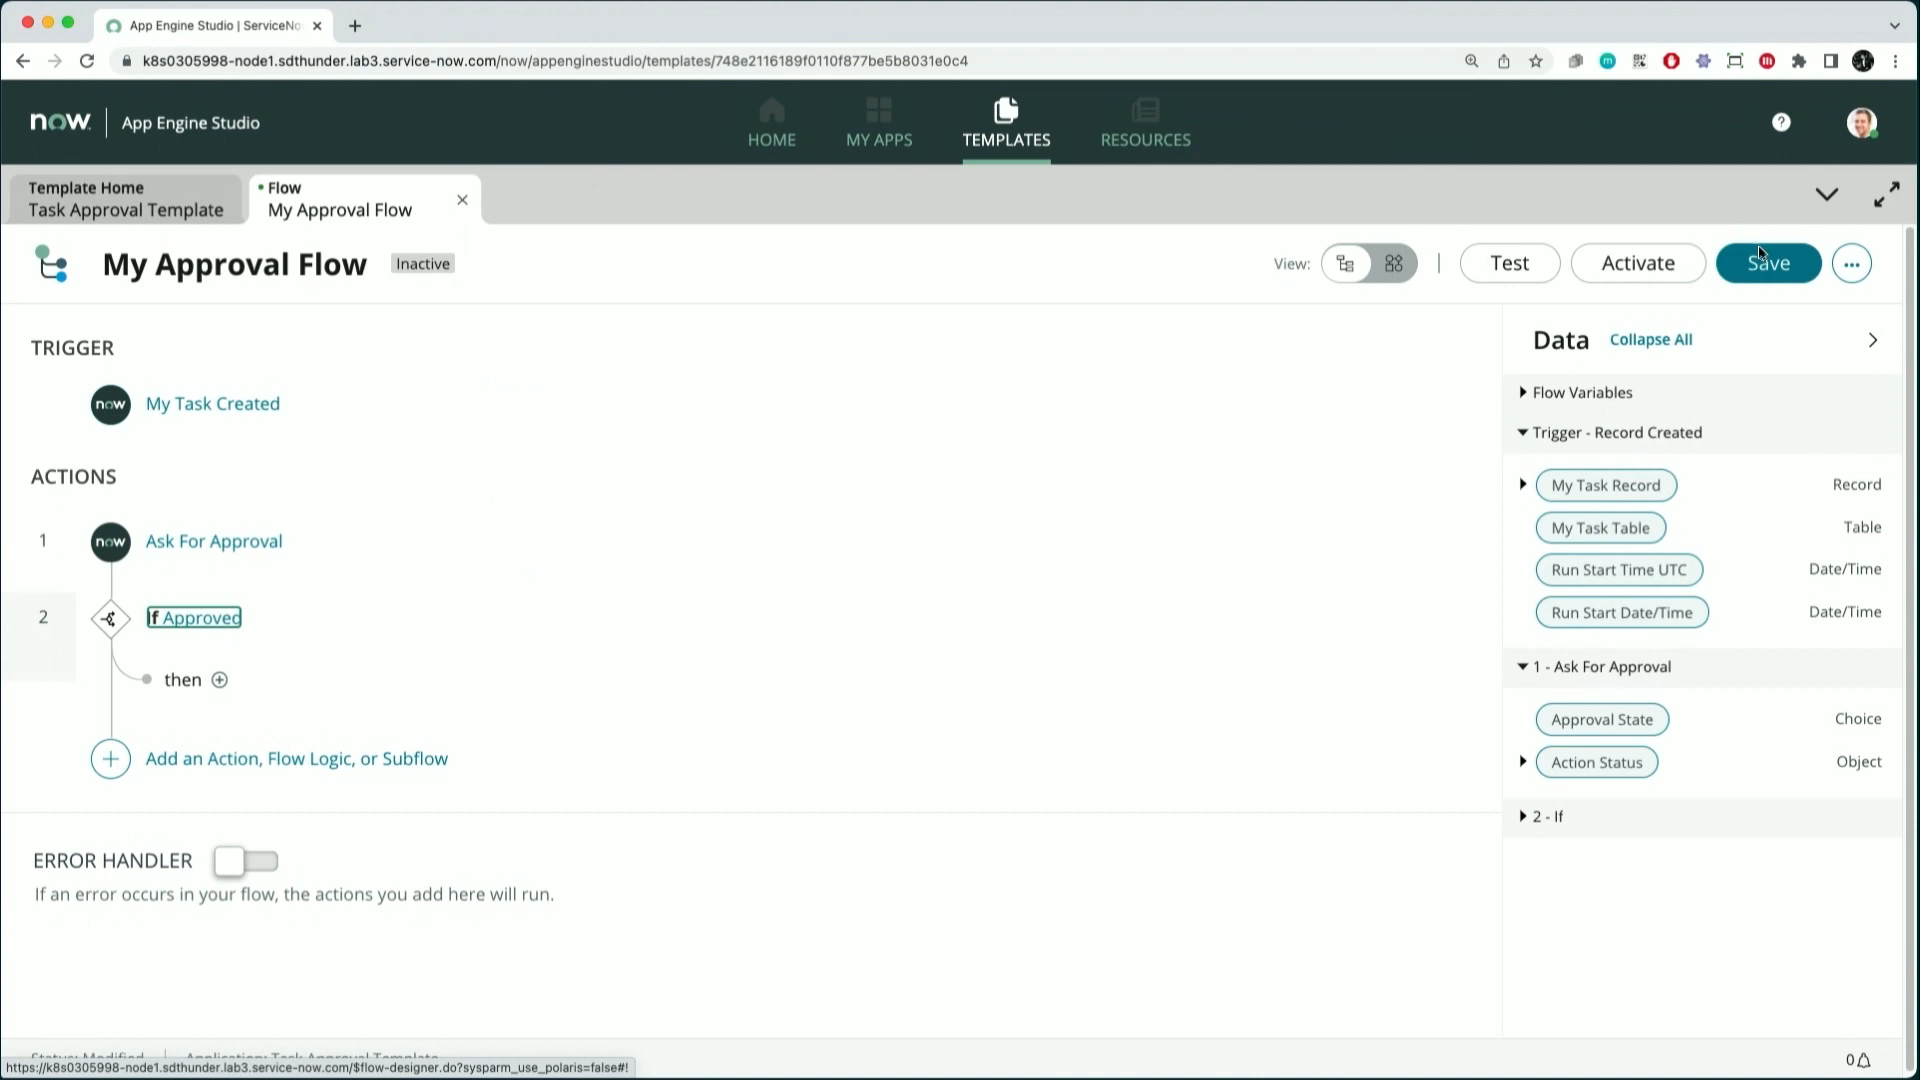 App Engine Studio | ServiceNo
k8s0305998-node1.sdthunder.lab3.service-now.com/now/appenginestudio/templates/748e2116189f0110f877be5b8031e0c4
now
App Engine Studio
HOME
MY APPS
TEMPLATES
RESOURCES
Template Home
Task Approval Template
Flow
My Approval Flow
My Approval Flow
Inactive
View:
Test
Activate
Save
TRIGGER
now
My Task Created
ACTIONS
1
now
Ask For Approval
2
If Approved
then
Add an Action, Flow Logic, or Subflow
ERROR HANDLER
If an error occurs in your flow, the actions you add here will run.
Data
Collapse All
Flow Variables
Trigger - Record Created
My Task Record
Record
My Task Table
Table
Run Start Time UTC
Date/Time
Run Start Date/Time
Date/Time
1 - Ask For Approval
Approval State
Choice
Action Status
Object
2 - If
Status: Modified
Application: Task Approval Template
0
https://k8s0305998-node1.sdthunder.lab3.service-now.com/$flow-designer.do?sysparm_use_polaris=false#!